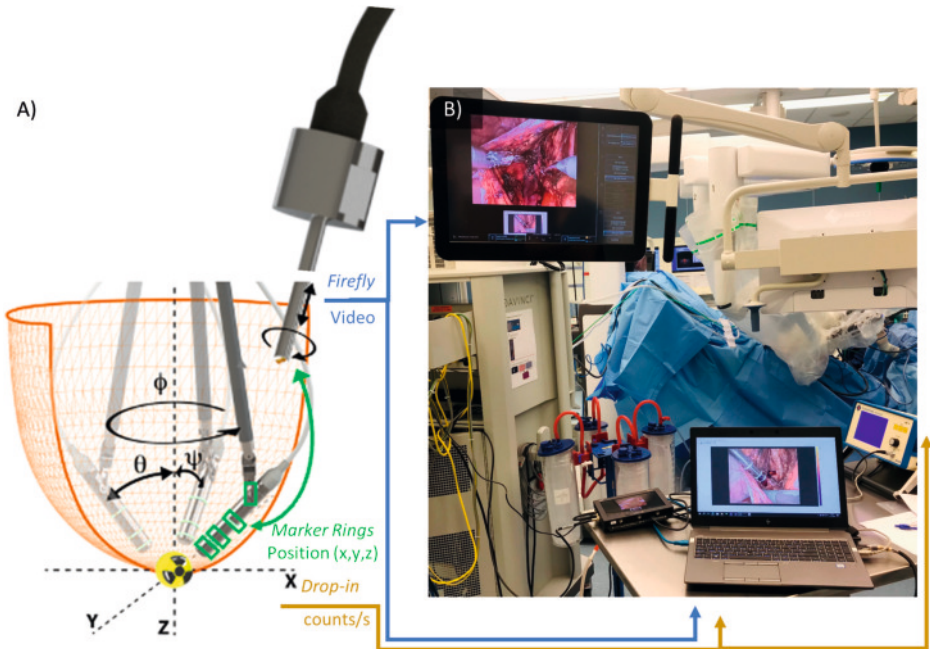 A)
B)
Firefly
Video
ϕ
θ
ψ
Marker Rings
Position (x,y,z)
X
Drop-in
Y
Z
counts/s